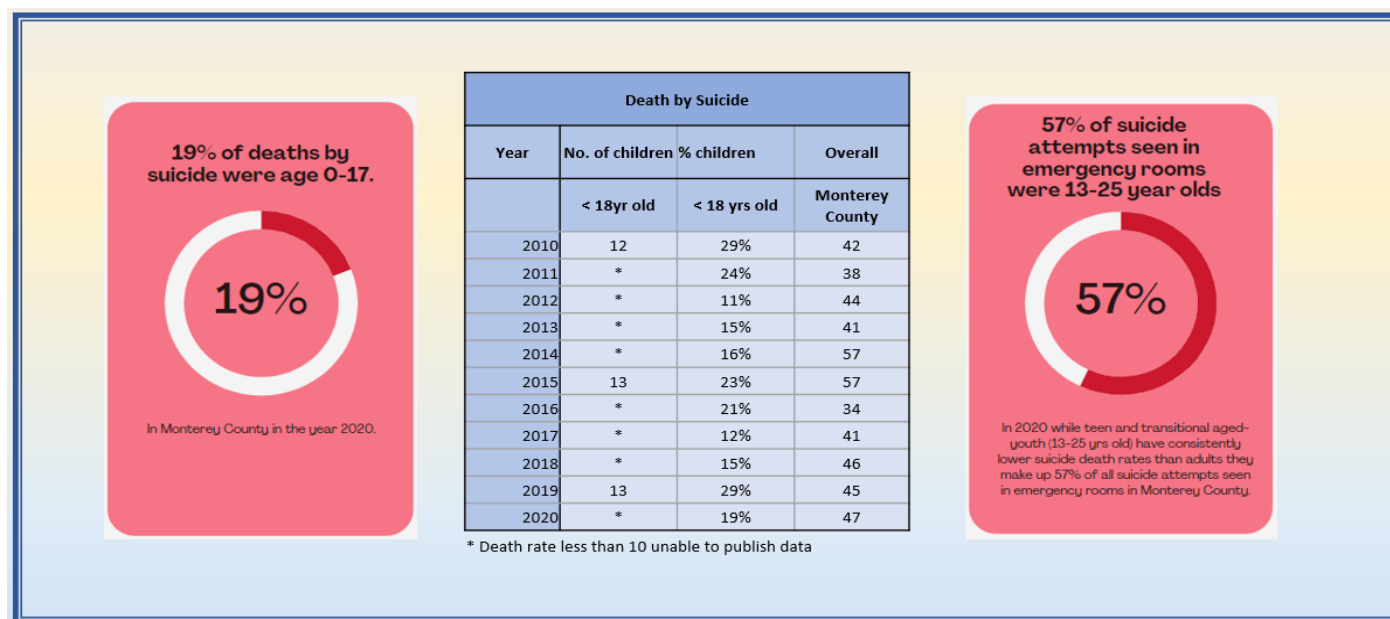 19% of deaths by
suicide were age 0-17.
19%
In Monterey County in the year 2020.
Death by Suicide
Year No. of children % children Overall
< 18yr old < 18 yrs old Monterey
County
2010 12 29% 42
2011 * 24% 38
2012 * 11% 44
2013 * 15% 41
2014 * 16% 57
2015 13 23% 57
2016 * 21% 34
2017 * 12% 41
2018 * 15% 46
2019 13 29% 45
2020 * 19% 47
* Death rate less than 10 unable to publish data
57% of suicide
attempts seen in
emergency rooms
were 13-25 year olds
57%
In 2020 while teen and transitional aged-
youth (13-25 yrs old) have consistently
lower suicide death rates than adults they
make up 57% of all suicide attempts seen
in emergency rooms in Monterey County.